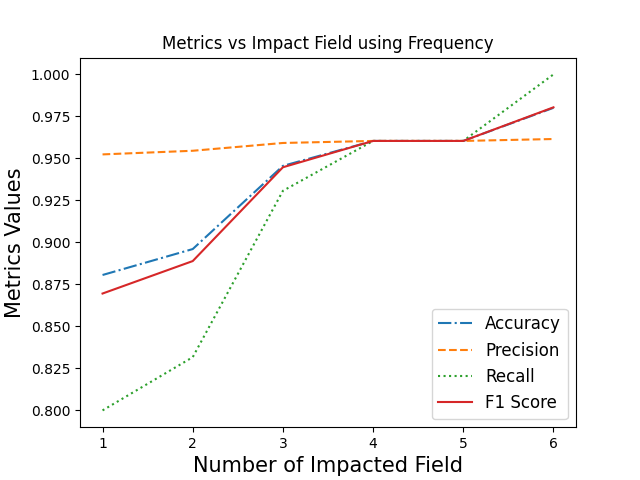 Metrics vs Impact Field using Frequency
1.000
0.975
0.950
0.925
0.900
0.875
0.850
0.825
0.800
Metrics Values
Accuracy
Precision
Recall
F1 Score
1 2 3 4 5 6
Number of Impacted Field